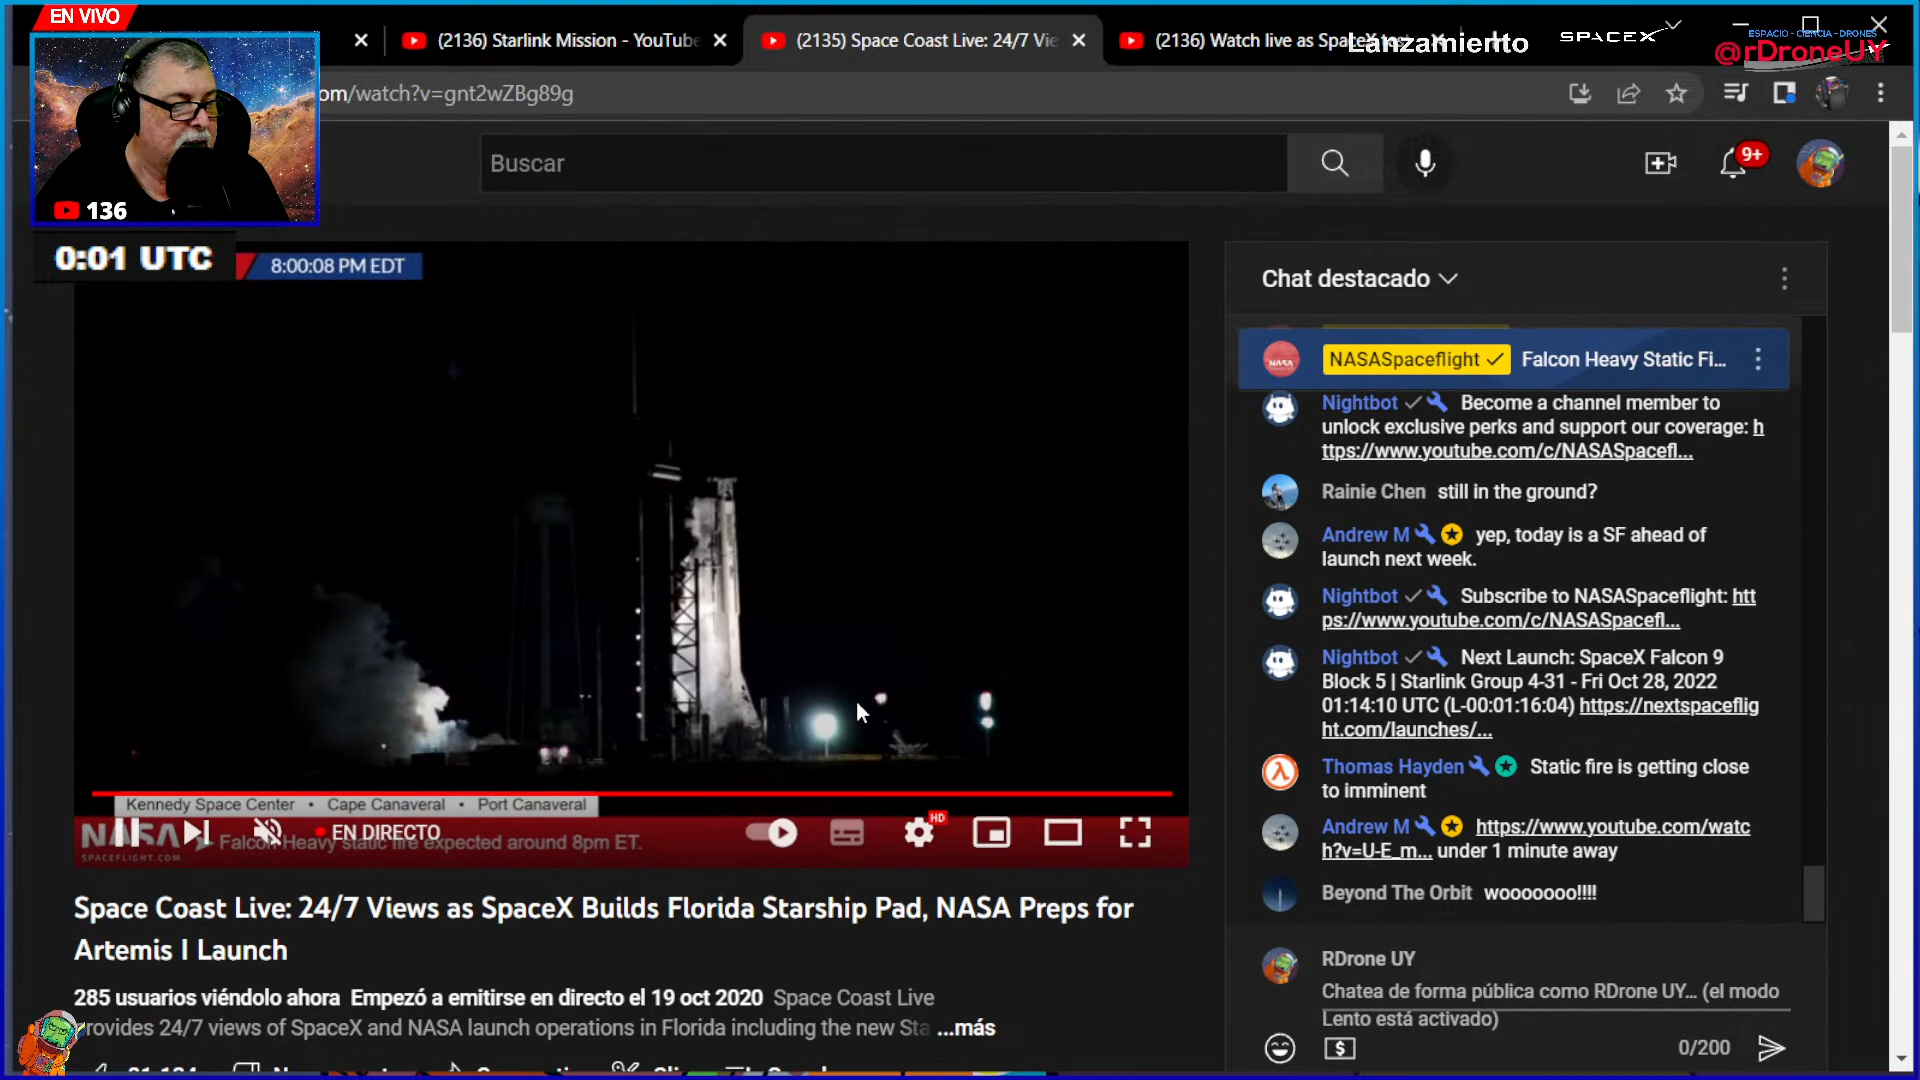 EN VIVO
(2136) Starlink Mission - YouTube
(2135) Space Coast Live: 24/7 Vie
(2136) Watch live as Spa
Lanzamiento
SPACEX
ESPACIO - CIENCIA - DRONES
@rDroneUY
om/watch?v=gnt2wZBg89g
Buscar
9+
136
0:01 UTC
8:00:08 PM EDT
Chat destacado
NASASpaceflight Falcon Heavy Static Fi...
Nightbot Become a channel member to
unlock exclusive perks and support our coverage: h
ttps://www.youtube.com/c/NASASpacefl...
Rainie Chen still in the ground?
Andrew M yep, today is a SF ahead of
launch next week.
Nightbot Subscribe to NASASpaceflight: htt
ps://www.youtube.com/c/NASASpacefl...
Nightbot Next Launch: SpaceX Falcon 9
Block 5 | Starlink Group 4-31 - Fri Oct 28, 2022
01:14:10 UTC (L-00:01:16:04) https://nextspaceflig
ht.com/launches/...
Thomas Hayden Static fire is getting close
to imminent
Andrew M https://www.youtube.com/watc
h?v=U-E_m... under 1 minute away
Beyond The Orbit wooooooo!!!!
RDrone UY
Chatea de forma pública como RDrone UY... (el modo
Lento está activado)
0/200
Kennedy Space Center • Cape Canaveral • Port Canaveral
NASA
SPACEFLIGHT.COM
EN DIRECTO
HD
Falcon Heavy static fire expected around 8pm ET.
Space Coast Live: 24/7 Views as SpaceX Builds Florida Starship Pad, NASA Preps for
Artemis I Launch
285 usuarios viéndolo ahora Empezó a emitirse en directo el 19 oct 2020 Space Coast Live
rovides 24/7 views of SpaceX and NASA launch operations in Florida including the new Sta ...más